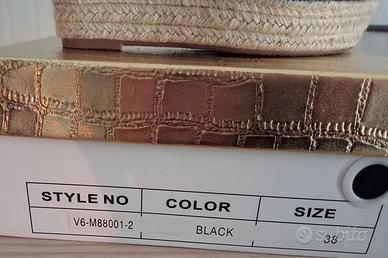 STYLE NO COLOR SIZE
V6-M88001-2 BLACK 38
subito